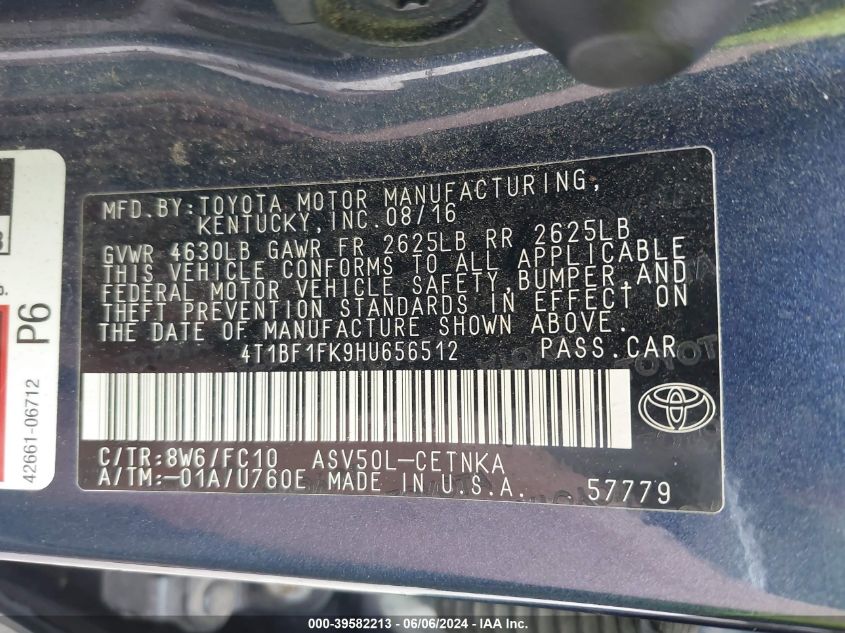 MFD.BY:TOYOTA MOTOR MANUFACTURING,
KENTUCKY,INC.08/16
GVWR 4630LB GAWR FR 2625LB RR 2625LB
THIS VEHICLE CONFORMS TO ALL APPLICABLE
FEDERAL MOTOR VEHICLE SAFETY,BUMPER,AND
THEFT PREVENTION STANDARDS IN EFFECT ON
THE DATE OF MANUFACTURE SHOWN ABOVE.
4T1BF1FK9HU656512 PASS.CAR
C/TR:8W6/FC10 ASV50L-CETNKA
A/TM:-01A/U760E MADE IN U.S.A. 57779
P6
42661-06712
000-39582213 - 06/06/2024 - IAAI.com